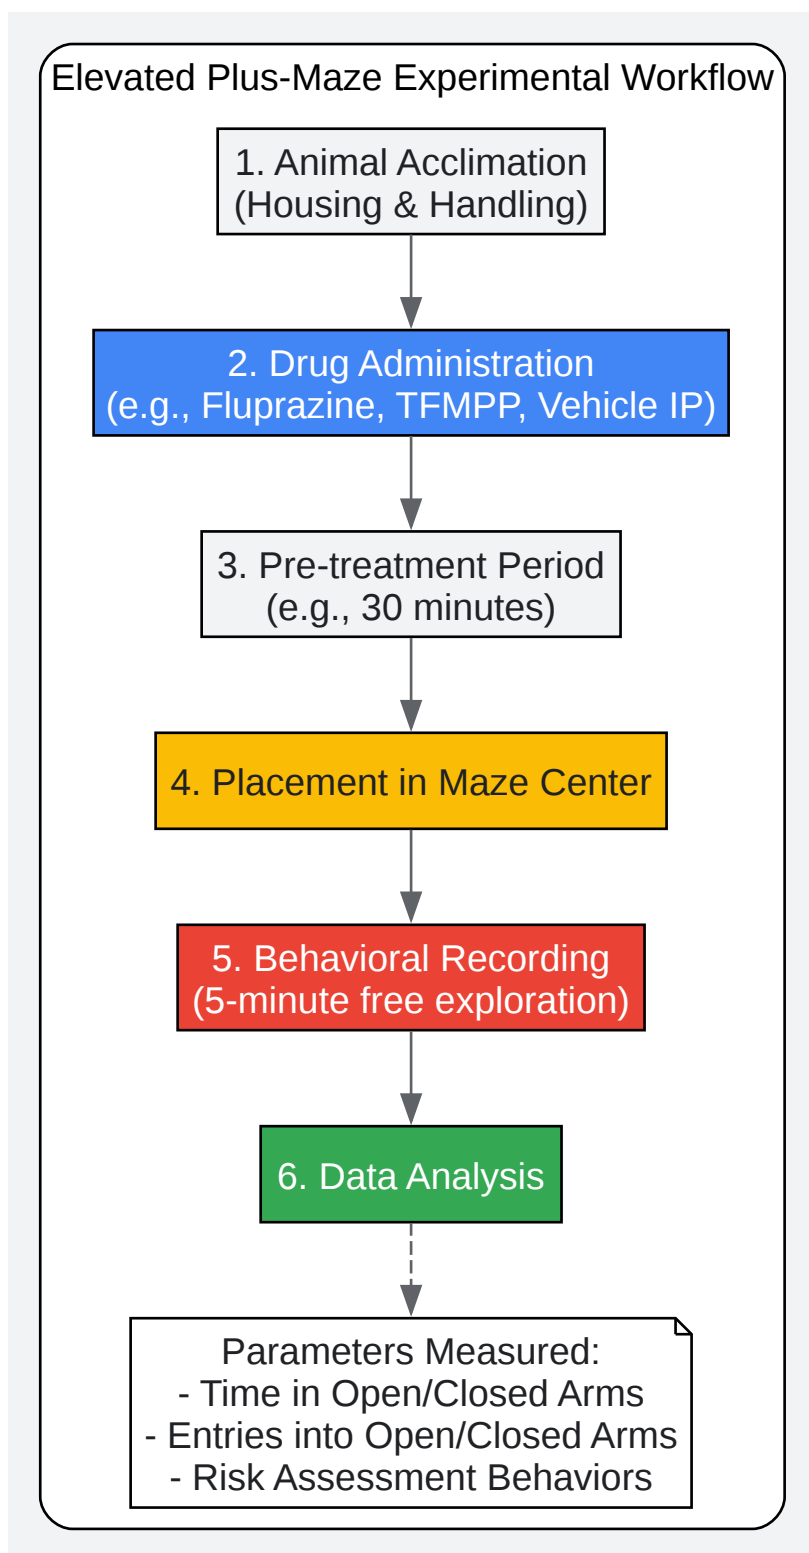 Elevated Plus-Maze Experimental Workflow
1. Animal Acclimation
(Housing & Handling)
2. Drug Administration
(e.g., Fluprazine, TFMPP, Vehicle IP)
3. Pre-treatment Period
(e.g., 30 minutes)
4. Placement in Maze Center
5. Behavioral Recording
(5-minute free exploration)
6. Data Analysis
Parameters Measured:
- Time in Open/Closed Arms
- Entries into Open/Closed Arms
- Risk Assessment Behaviors